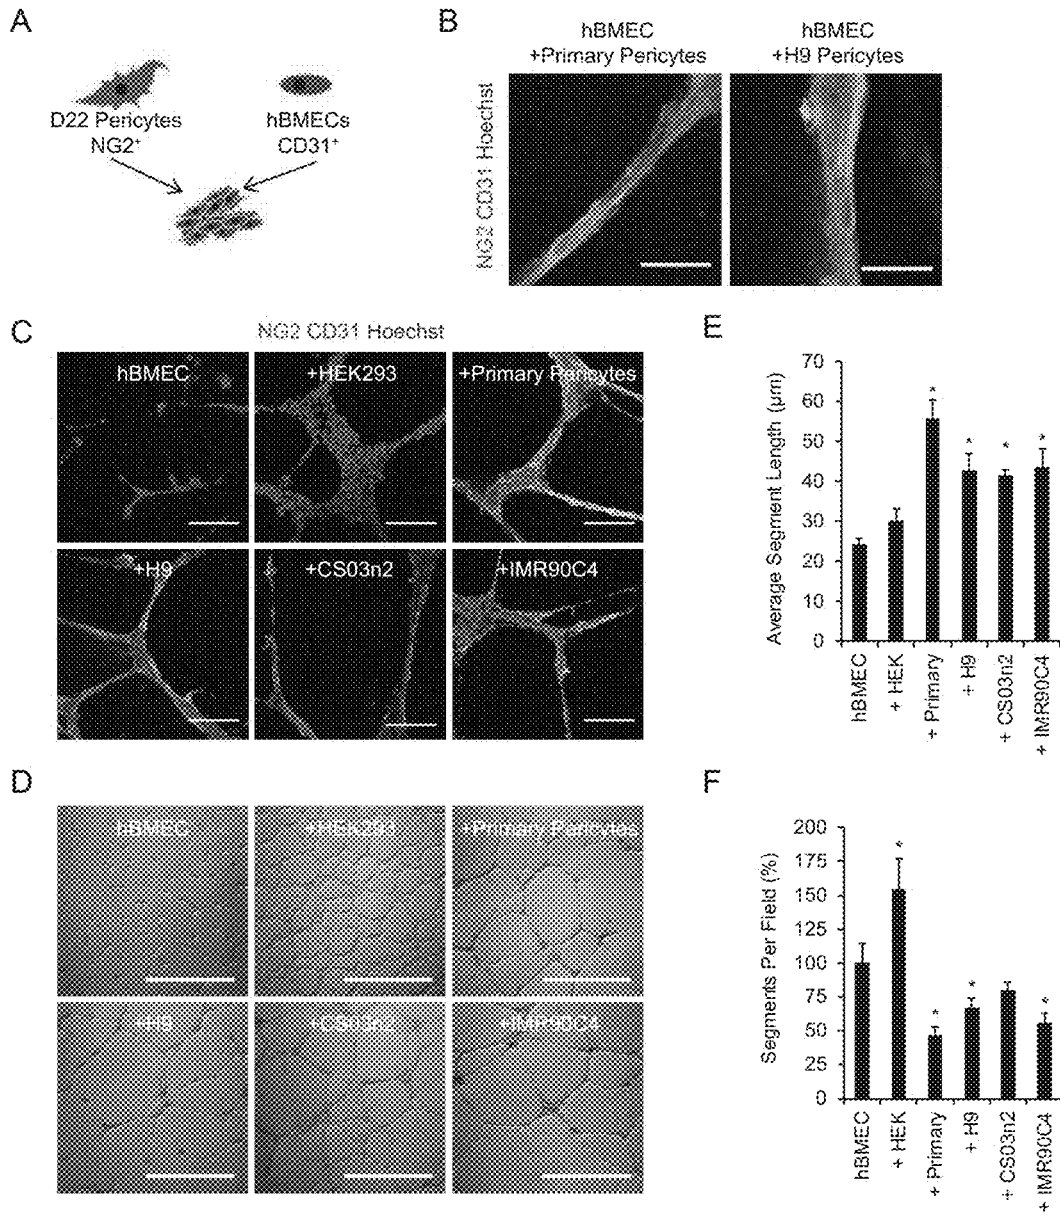 A
D22 Pericytes
NG2⁺
hBMECs
CD31⁺
B
hBMEC
+Primary Pericytes
hBMEC
+H9 Pericytes
NG2 CD31 Hoechst
C
NG2 CD31 Hoechst
hBMEC
+HEK293
+Primary Pericytes
+H9
+CS03n2
+IMR90C4
D
hBMEC
+HEK293
+Primary Pericytes
+H9
+CS03n2
+IMR90C4
E
Average Segment Length (μm)
70
60
50
40
30
20
10
0
*
*
*
*
hBMEC
+ HEK
+ Primary
+ H9
+ CS03n2
+ IMR90C4
F
Segments Per Field (%)
200
175
150
125
100
75
50
25
0
*
*
*
*
hBMEC
+ HEK
+ Primary
+ H9
+ CS03n2
+ IMR90C4